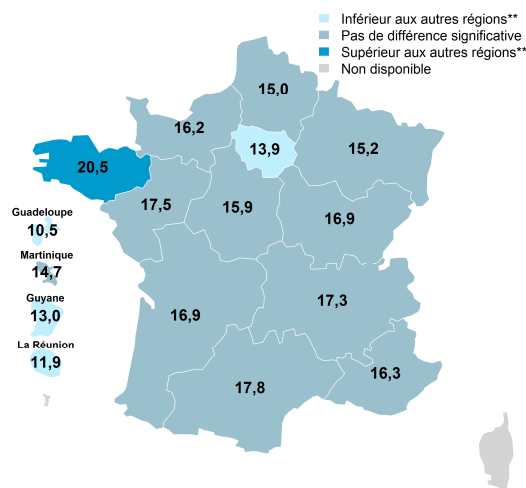 Inférieur aux autres régions**
Pas de différence significative
Supérieur aux autres régions**
Non disponible
15,0
16,2
13,9
15,2
20,5
17,5
15,9
16,9
Guadeloupe
10,5
Martinique
14,7
Guyane
13,0
La Réunion
11,9
16,9
17,3
16,3
17,8